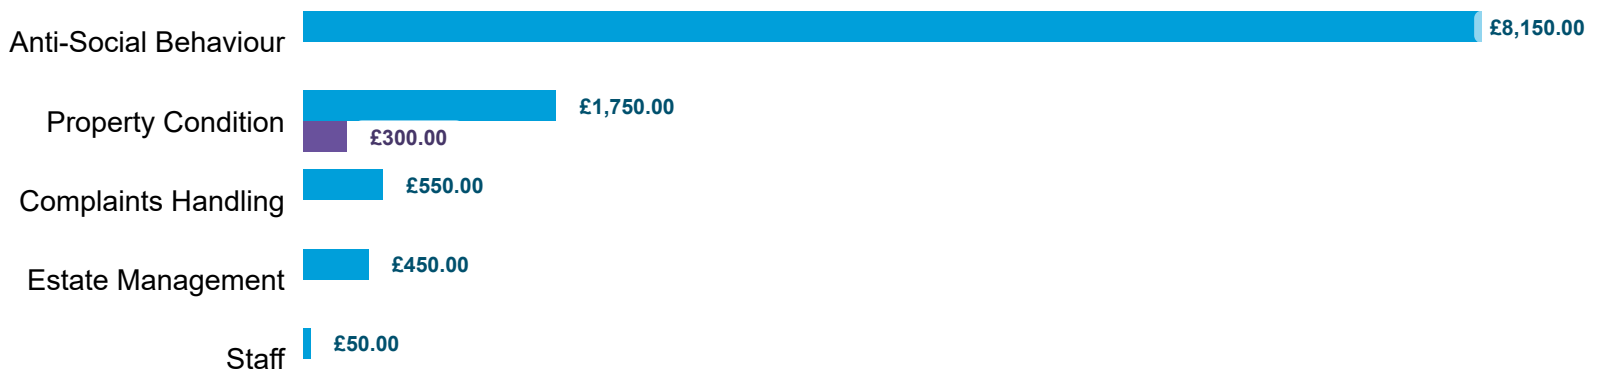 Anti-Social Behaviour £8,150.00
Property Condition £1,750.00
£300.00
Complaints Handling £550.00
Estate Management £450.00
Staff £50.00